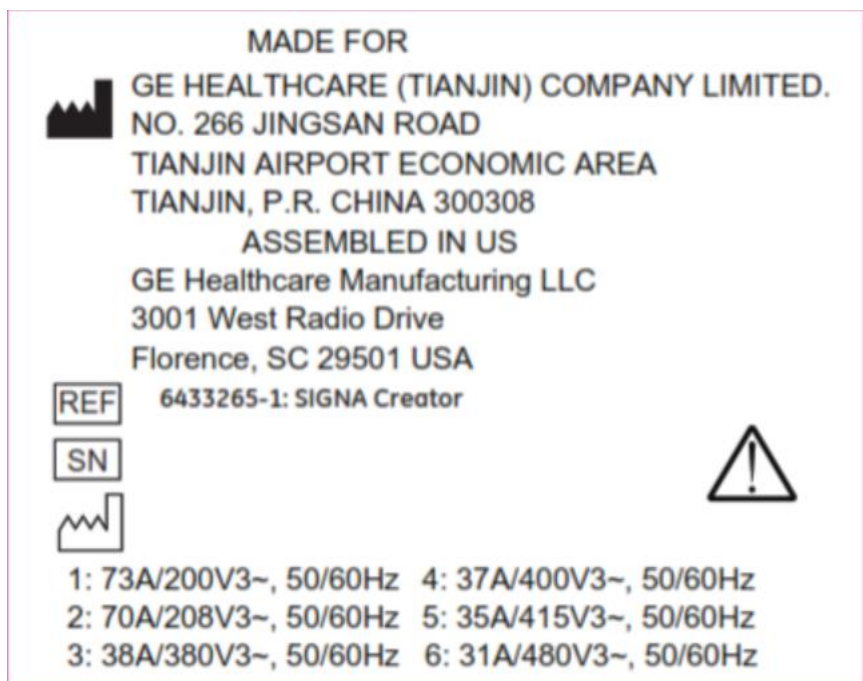 MADE FOR
GE HEALTHCARE (TIANJIN) COMPANY LIMITED.
NO. 266 JINGSAN ROAD
TIANJIN AIRPORT ECONOMIC AREA
TIANJIN, P.R. CHINA 300308
ASSEMBLED IN US
GE Healthcare Manufacturing LLC
3001 West Radio Drive
Florence, SC 29501 USA
REF 6433265-1: SIGNA Creator
SN
1: 73A/200V3~, 50/60Hz 4: 37A/400V3~, 50/60Hz
2: 70A/208V3~, 50/60Hz 5: 35A/415V3~, 50/60Hz
3: 38A/380V3~, 50/60Hz 6: 31A/480V3~, 50/60Hz